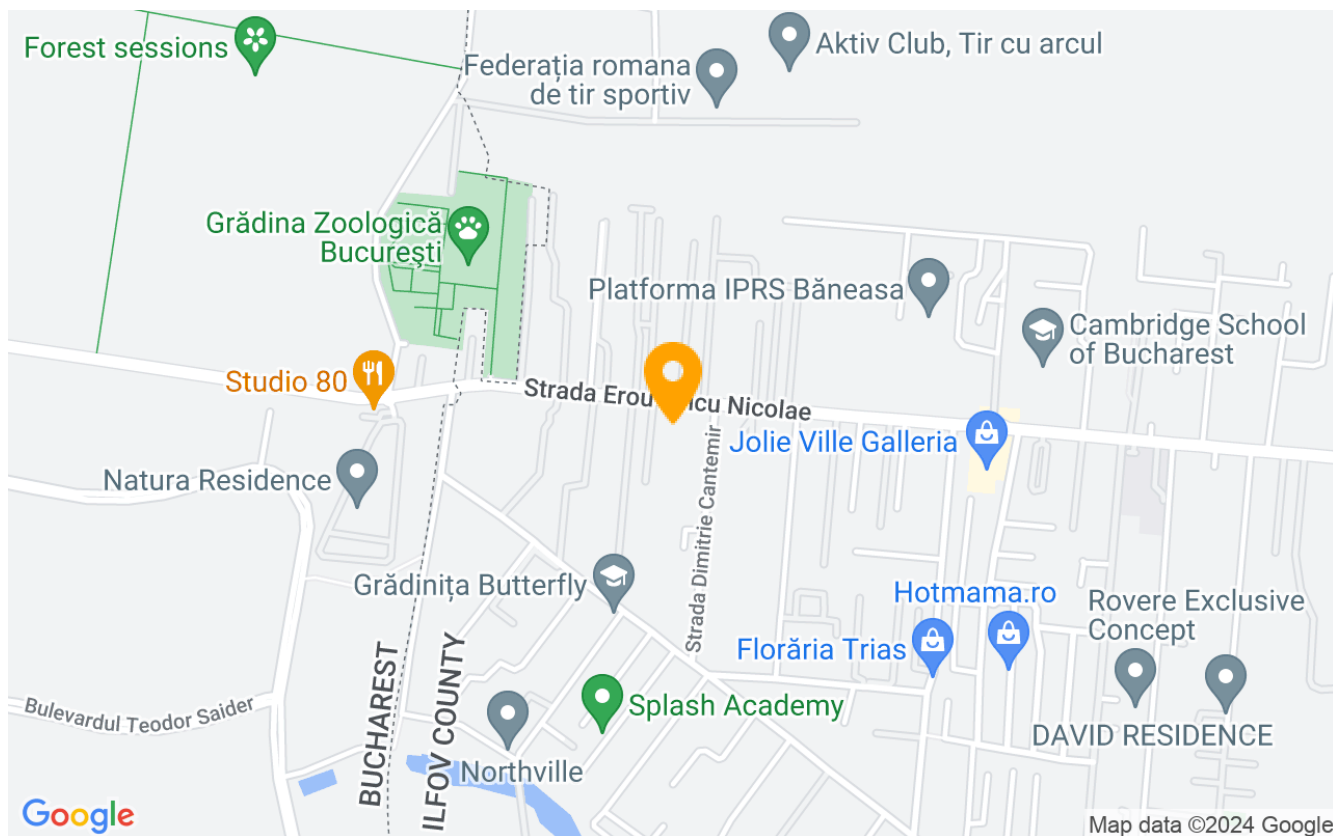 Forest sessions
Federația romana
de tir sportiv
Aktiv Club, Tir cu arcul
Grădina Zoologică
București
Platforma IPRS Băneasa
Cambridge School
of Bucharest
Studio 80
Strada Erou Nicolae
Jolie Ville Galleria
Natura Residence
Strada Dimitrie Cantemir
Grădinița Butterfly
Hotmama.ro
Rovere Exclusive
Concept
Florăria Trias
BUCHAREST
ILFOV COUNTY
Bulevardul Teodor Saider
Splash Academy
DAVID RESIDENCE
Northville
Google
Map data ©2024 Google